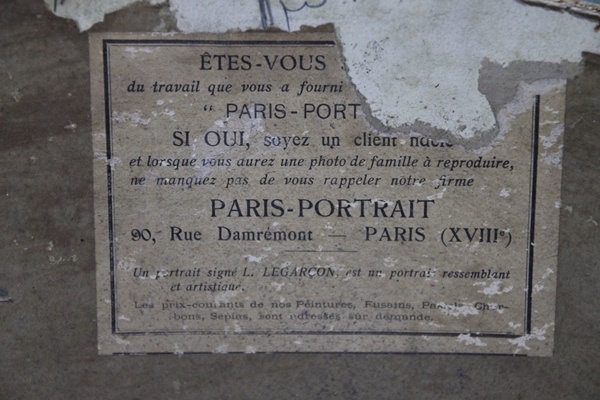 ÊTES-VOUS
du travail que vous a fourni
“ PARIS-PORT
SI OUI, soyez un client fidèle
et lorsque vous aurez une photo de famille à reproduire,
ne manquez pas de vous rappeler notre firme
PARIS-PORTRAIT
90, Rue Damrémont — PARIS (XVIIIᵉ)
Un portrait signé L. LEGARÇON, est un portrait ressemblant
et artistique.
Les prix-courants de nos Peintures, Fusains, Pastels, Char-
bons, Sépias, sont adressés sur demande.